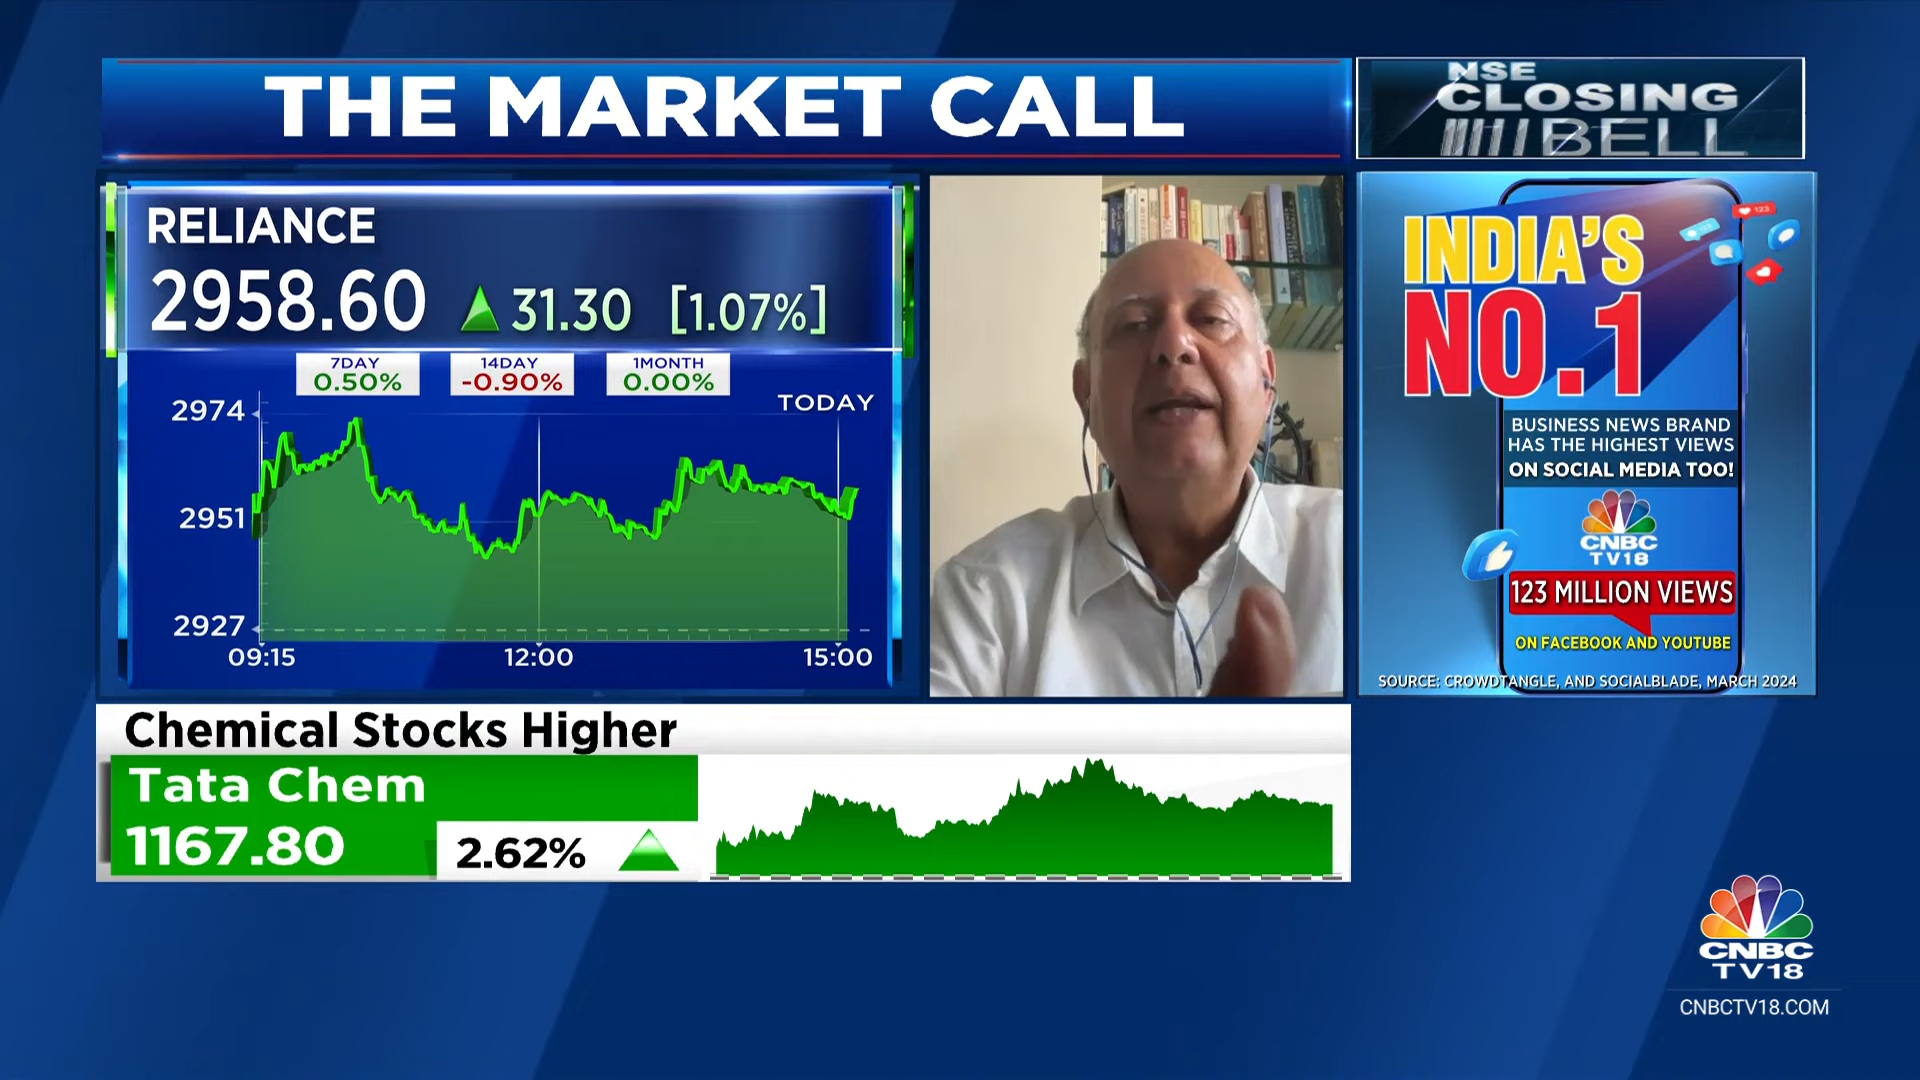 THE MARKET CALL
NSE
CLOSING
BELL
RELIANCE
2958.60 31.30 [1.07%]
7DAY
0.50%
14DAY
-0.90%
1MONTH
0.00%
TODAY
2974
2951
2927
09:15 12:00 15:00
INDIA'S
NO.1
123
BUSINESS NEWS BRAND
HAS THE HIGHEST VIEWS
ON SOCIAL MEDIA TOO!
CNBC
TV18
123 MILLION VIEWS
ON FACEBOOK AND YOUTUBE
SOURCE: CROWDTANGLE, AND SOCIALBLADE, MARCH 2024
Chemical Stocks Higher
Tata Chem
1167.80
2.62%
CNBC
TV18
CNBCTV18.COM